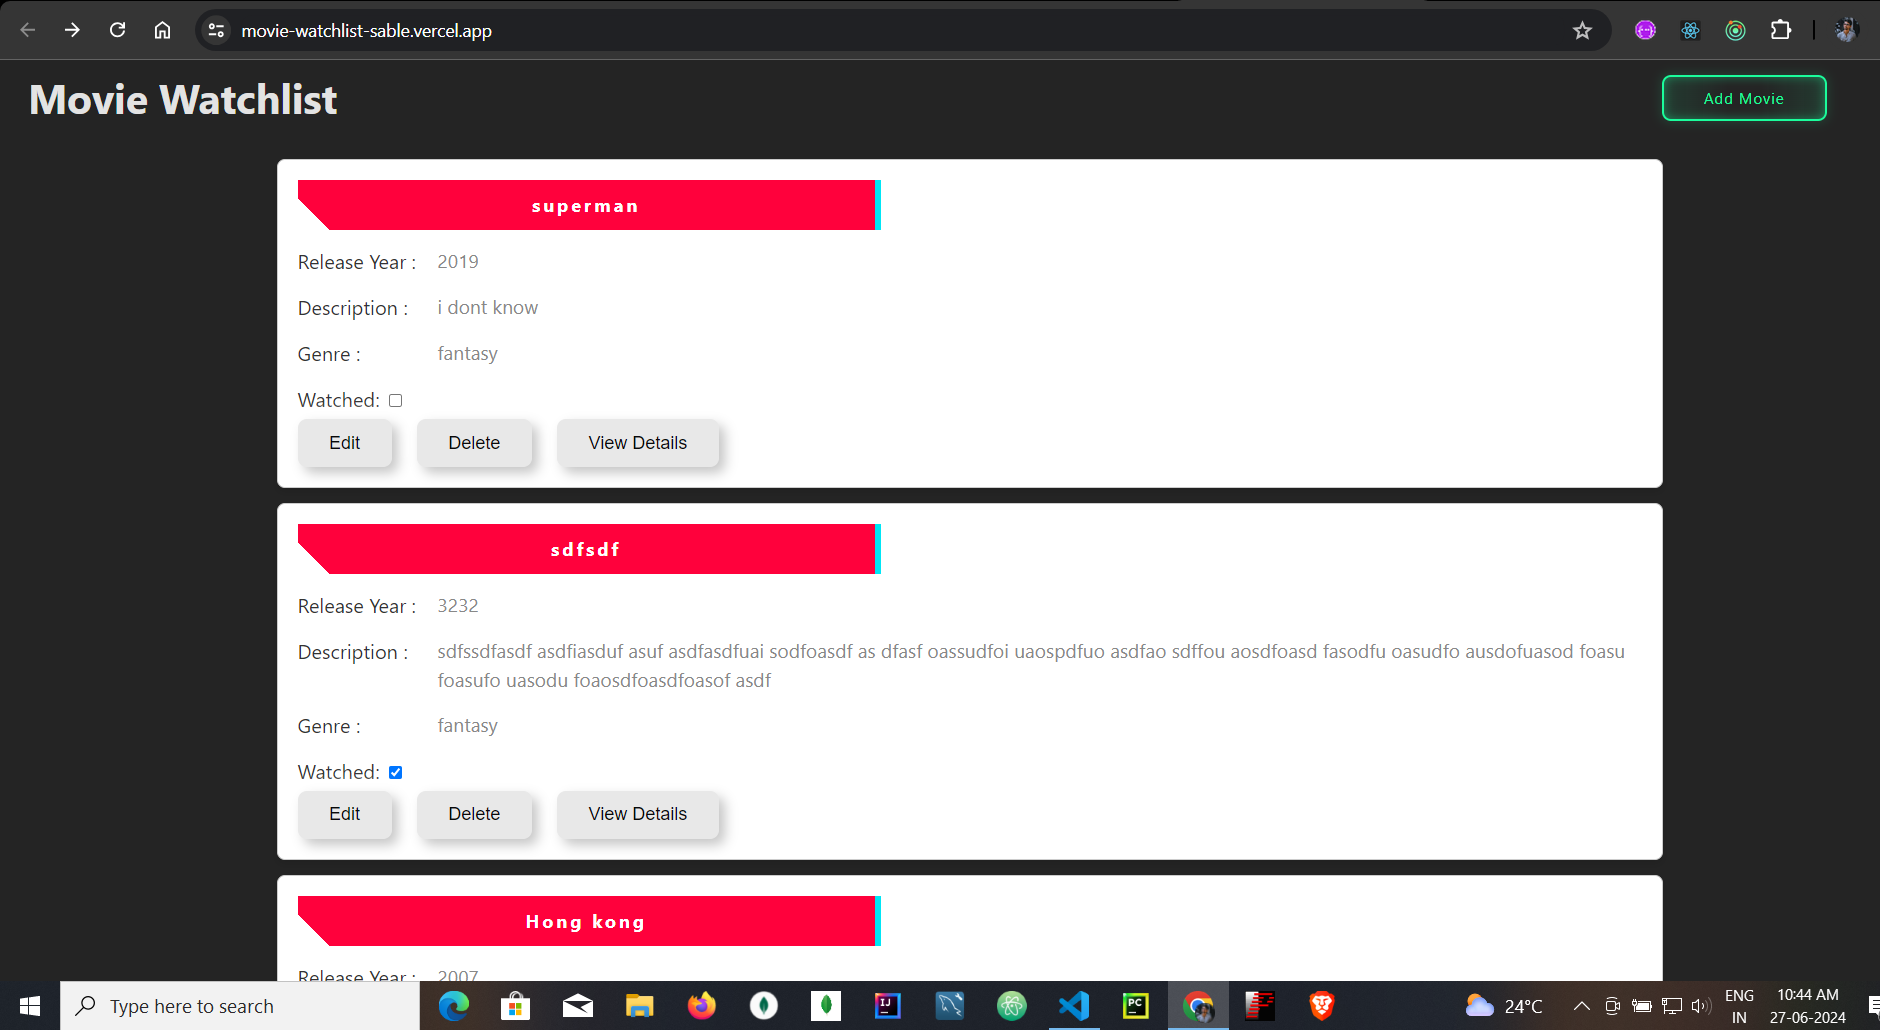 movie-watchlist-sable.vercel.app
Movie Watchlist
Add Movie
superman
Release Year : 2019
Description : i dont know
Genre : fantasy
Watched:
Edit Delete View Details
sdfsdf
Release Year : 3232
Description : sdfssdfasdf asdfiasduf asuf asdfasdfuai sodfoasdf as dfasf oassudfoi uaospdfuo asdfao sdffou aosdfoasd fasodfu oasudfo ausdofuasod foasu
foasufo uasodu foaosdfoasdfoasof asdf
Genre : fantasy
Watched:
Edit Delete View Details
Hong kong
Release Year : 2007
Type here to search
IJ
PC
24°C
ENG
IN
10:44 AM
27-06-2024